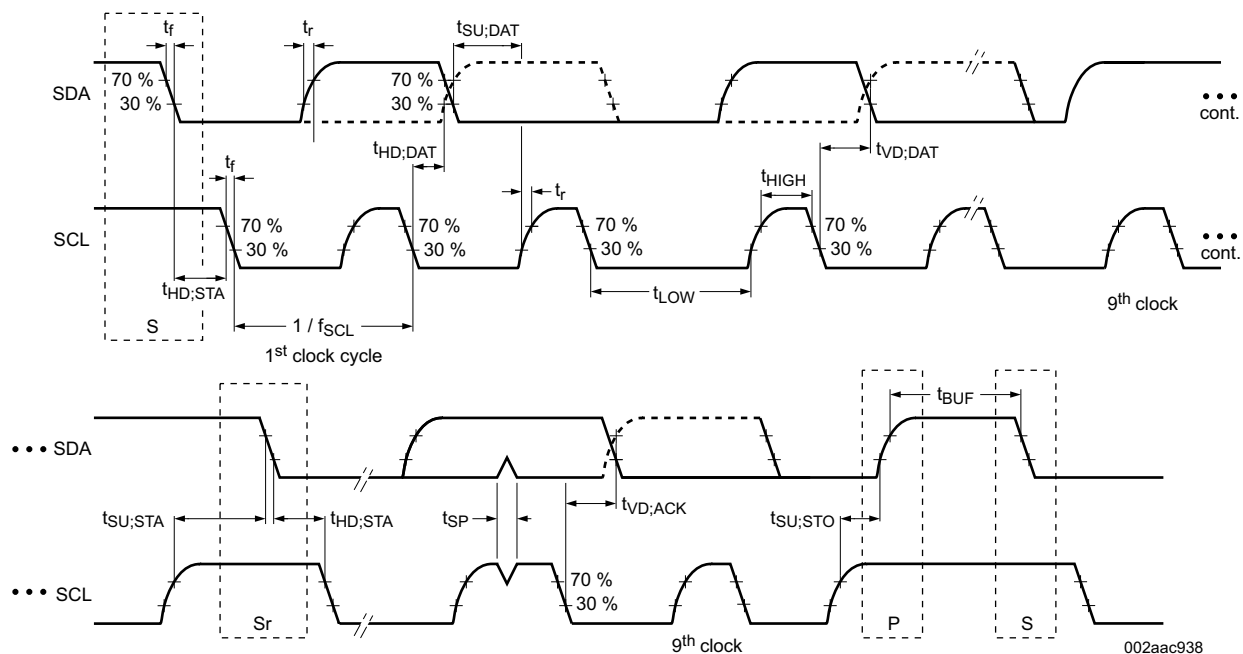 tf
tr
tSU;DAT
SDA
70 %
30 %
70 %
30 %
cont.
tHD;DAT
tVD;DAT
tf
tr
tHIGH
SCL
70 %
30 %
70 %
30 %
70 %
30 %
70 %
30 %
cont.
tHD;STA
tLOW
9th clock
S
1 / fSCL
1st clock cycle
tBUF
SDA
tSU;STA
tHD;STA
tSP
tVD;ACK
tSU;STO
SCL
70 %
30 %
Sr
9th clock
P
S
002aac938